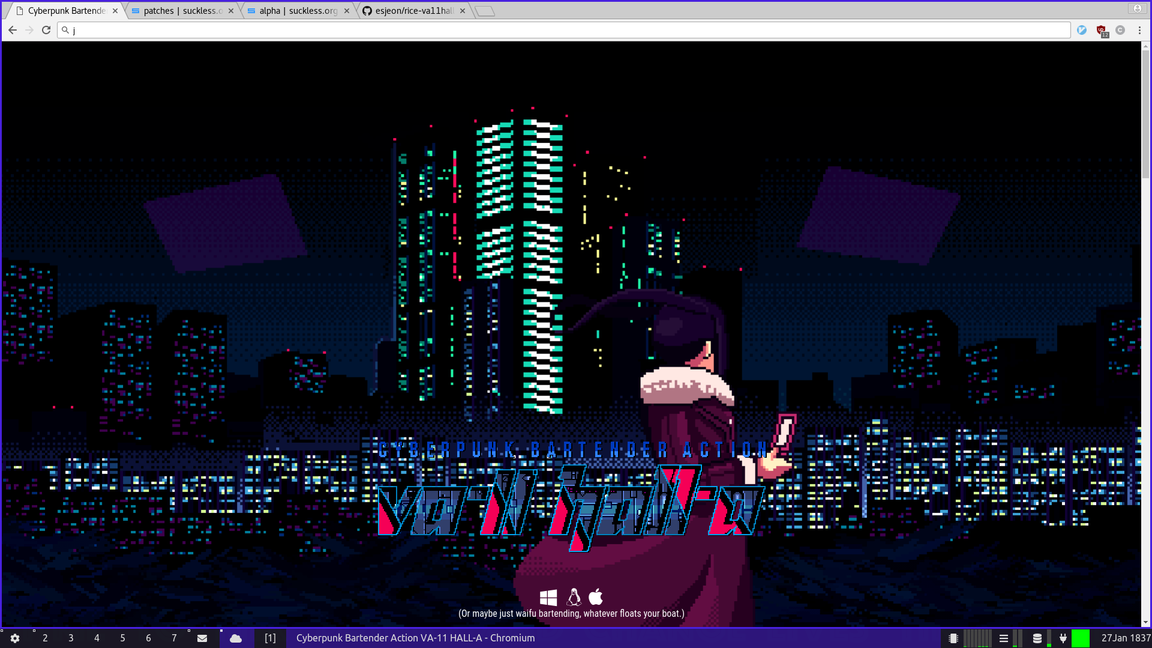 Cyberpunk Bartende
patches | suckless.o
alpha | suckless.org
esjeon/rice-va11hal
j
12
C
CYBERPUNK BARTENDER ACTION
va-11 hall-a
(Or maybe just waifu bartending, whatever floats your boat.)
2 3 4 5 6 7 [1] Cyberpunk Bartender Action VA-11 HALL-A - Chromium 27Jan 1837